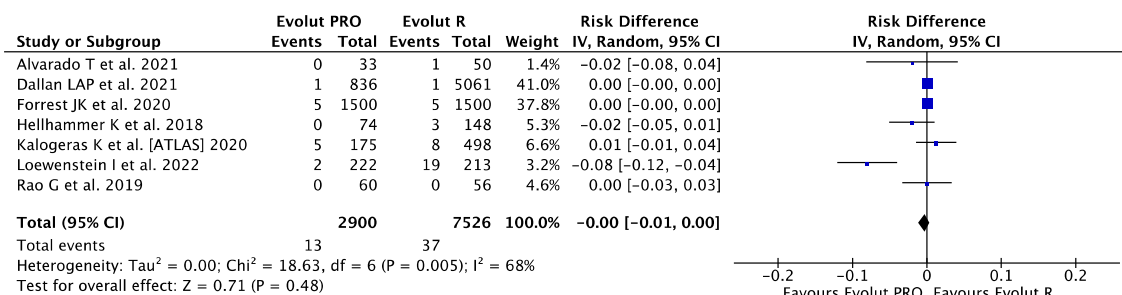 Evolut PRO Evolut R Risk Difference Risk Difference
Study or Subgroup Events Total Events Total Weight IV, Random, 95% CI IV, Random, 95% CI
Alvarado T et al. 2021 0 33 1 50 1.4% -0.02 [-0.08, 0.04]
Dallan LAP et al. 2021 1 836 1 5061 41.0% 0.00 [-0.00, 0.00]
Forrest JK et al. 2020 5 1500 5 1500 37.8% 0.00 [-0.00, 0.00]
Hellhammer K et al. 2018 0 74 3 148 5.3% -0.02 [-0.05, 0.01]
Kalogeras K et al. [ATLAS] 2020 5 175 8 498 6.6% 0.01 [-0.01, 0.04]
Loewenstein I et al. 2022 2 222 19 213 3.2% -0.08 [-0.12, -0.04]
Rao G et al. 2019 0 60 0 56 4.6% 0.00 [-0.03, 0.03]
Total (95% CI) 2900 7526 100.0% -0.00 [-0.01, 0.00]
Total events 13 37
Heterogeneity: Tau² = 0.00; Chi² = 18.63, df = 6 (P = 0.005); I² = 68%
Test for overall effect: Z = 0.71 (P = 0.48)
-0.2 -0.1 0 0.1 0.2
Favours Evolut PRO Favours Evolut R